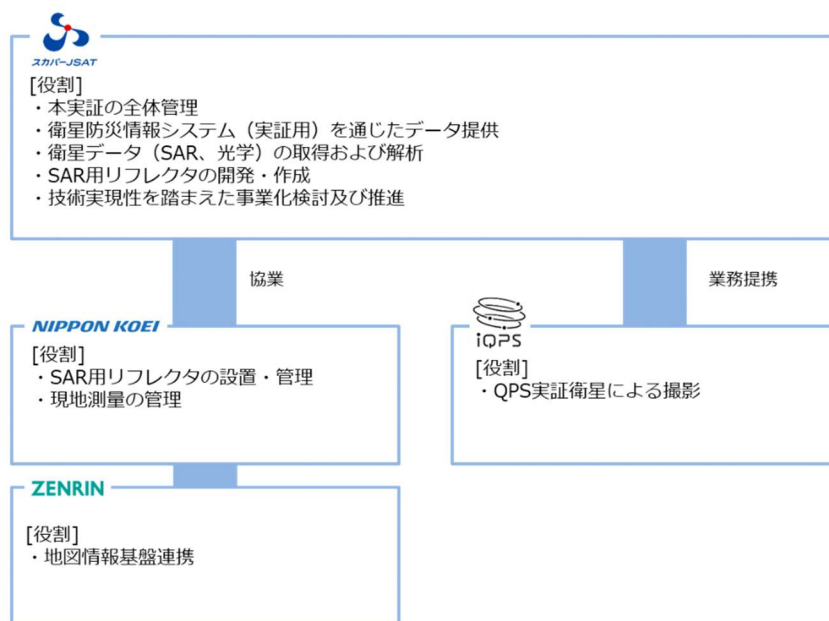 スカパーJSAT
[役割]
・本実証の全体管理
・衛星防災情報システム（実証用）を通じたデータ提供
・衛星データ（SAR、光学）の取得および解析
・SAR用リフレクタの開発・作成
・技術実現性を踏まえた事業化検討及び推進
協業
業務提携
NIPPON KOEI
[役割]
・SAR用リフレクタの設置・管理
・現地測量の管理
iQPS
[役割]
・QPS実証衛星による撮影
ZENRIN
[役割]
・地図情報基盤連携